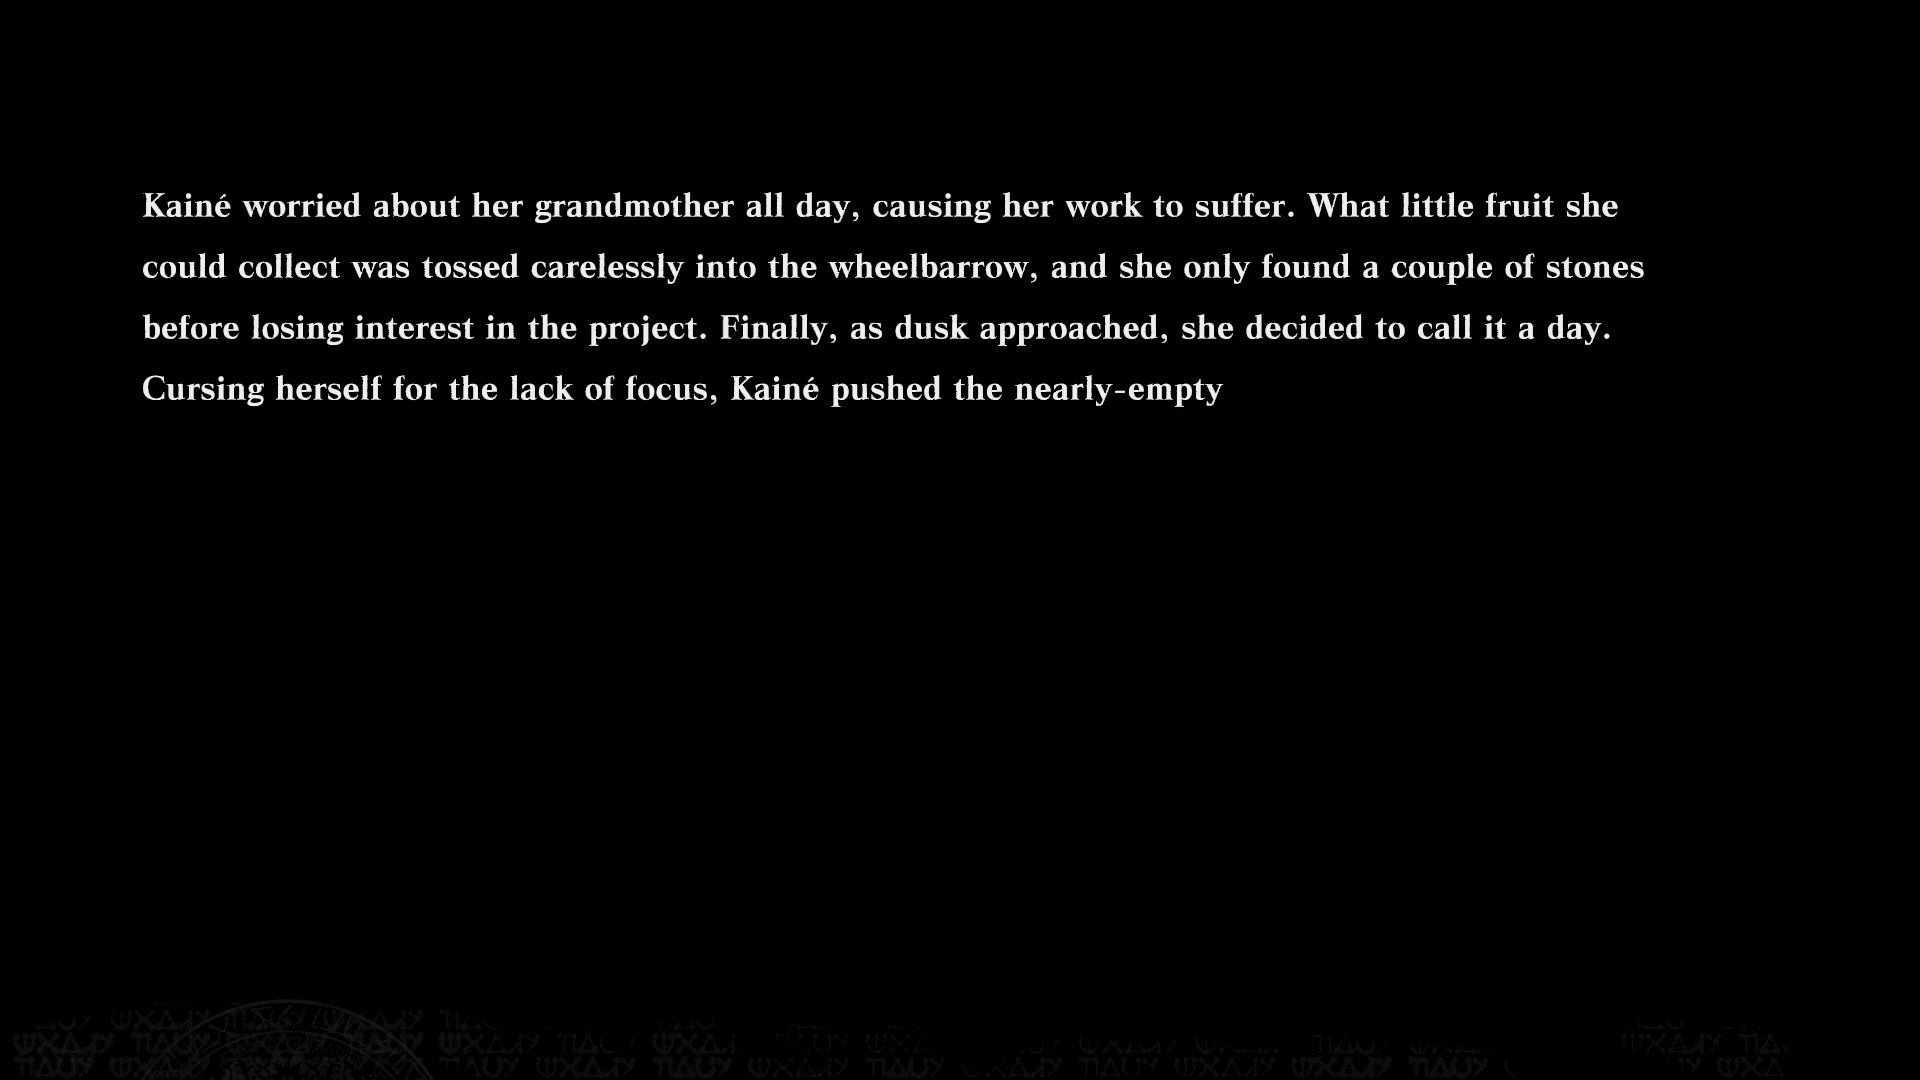 Kainé worried about her grandmother all day, causing her work to suffer. What little fruit she
could collect was tossed carelessly into the wheelbarrow, and she only found a couple of stones
before losing interest in the project. Finally, as dusk approached, she decided to call it a day.
Cursing herself for the lack of focus, Kainé pushed the nearly-empty